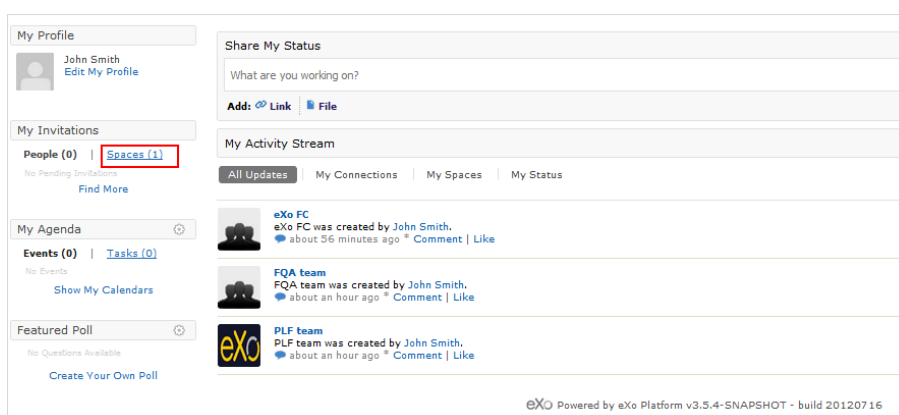 My Profile
John Smith
Edit My Profile
My Invitations
People (0) | Spaces (1)
No Pending Invitations
Find More
My Agenda
Events (0) | Tasks (0)
No Events
Show My Calendars
Featured Poll
No Questions Available
Create Your Own Poll
Share My Status
What are you working on?
Add: Link File
My Activity Stream
All Updates | My Connections | My Spaces | My Status
eXo FC
eXo FC was created by John Smith.
about 56 minutes ago * Comment | Like
FQA team
FQA team was created by John Smith.
about an hour ago * Comment | Like
eXo
PLF team
PLF team was created by John Smith.
about an hour ago * Comment | Like
eXo Powered by eXo Platform v3.5.4-SNAPSHOT - build 20120716